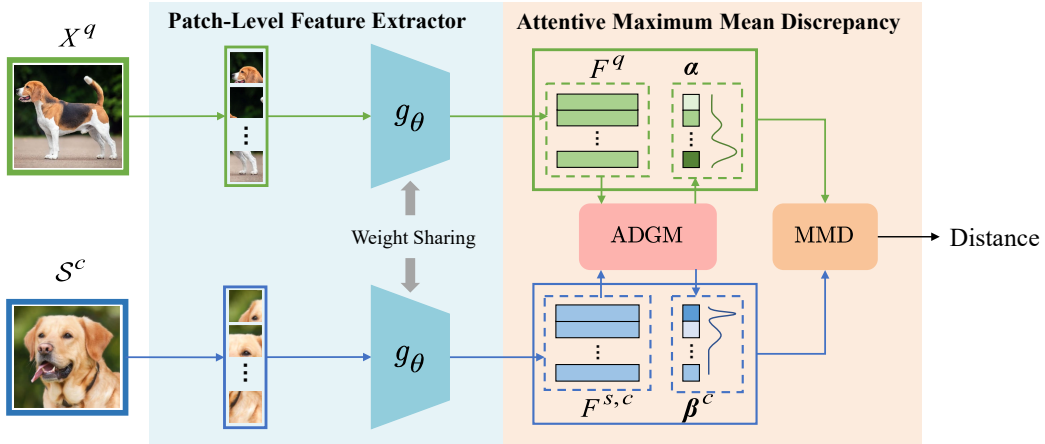 Patch-Level Feature Extractor
Attentive Maximum Mean Discrepancy
X^q
g_θ
F^q
α
⋮
⋮
⋮
Weight Sharing
ADGM
MMD
Distance
S^c
g_θ
⋮
⋮
⋮
F^{s,c}
β^c